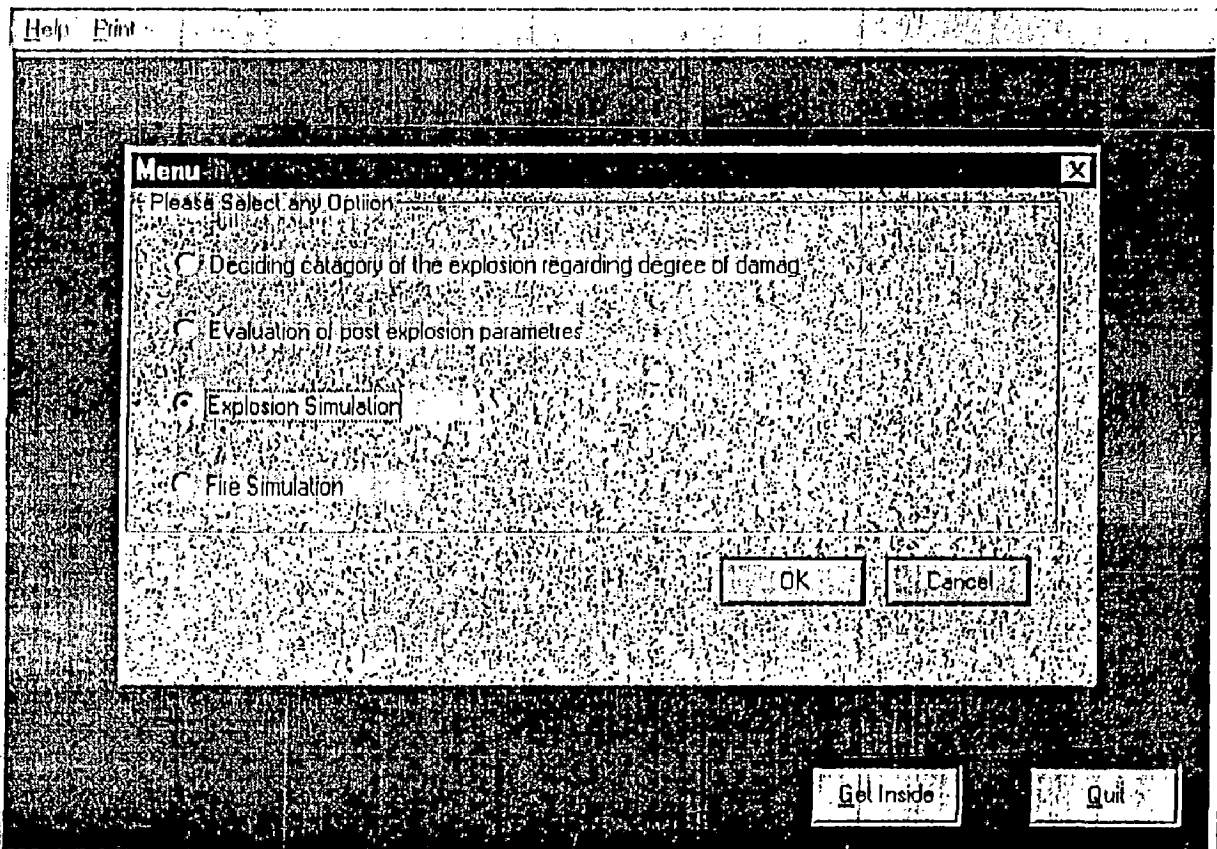 Help Print
Menu
Please Select any Option
Deciding catagory of the explosion regarding degree of damag
Evaluation of post explosion parametres
Explosion Simulation
Fire Simulation
OK Cancel
Get Inside Quit